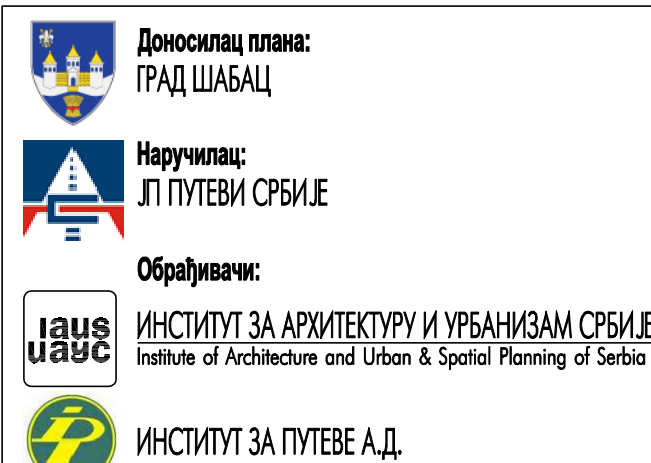 Доносилац плана:
ГРАД ШАБАЦ
Наручилац:
ЈП ПУТЕВИ СРБИЈЕ
Обрађивачи:
iaus
иаус
ИНСТИТУТ ЗА АРХИТЕКТУРУ И УРБАНИЗАМ СРБИЈЕ
Institute of Architecture and Urban & Spatial Planning of Serbia
ИНСТИТУТ ЗА ПУТЕВЕ А.Д.